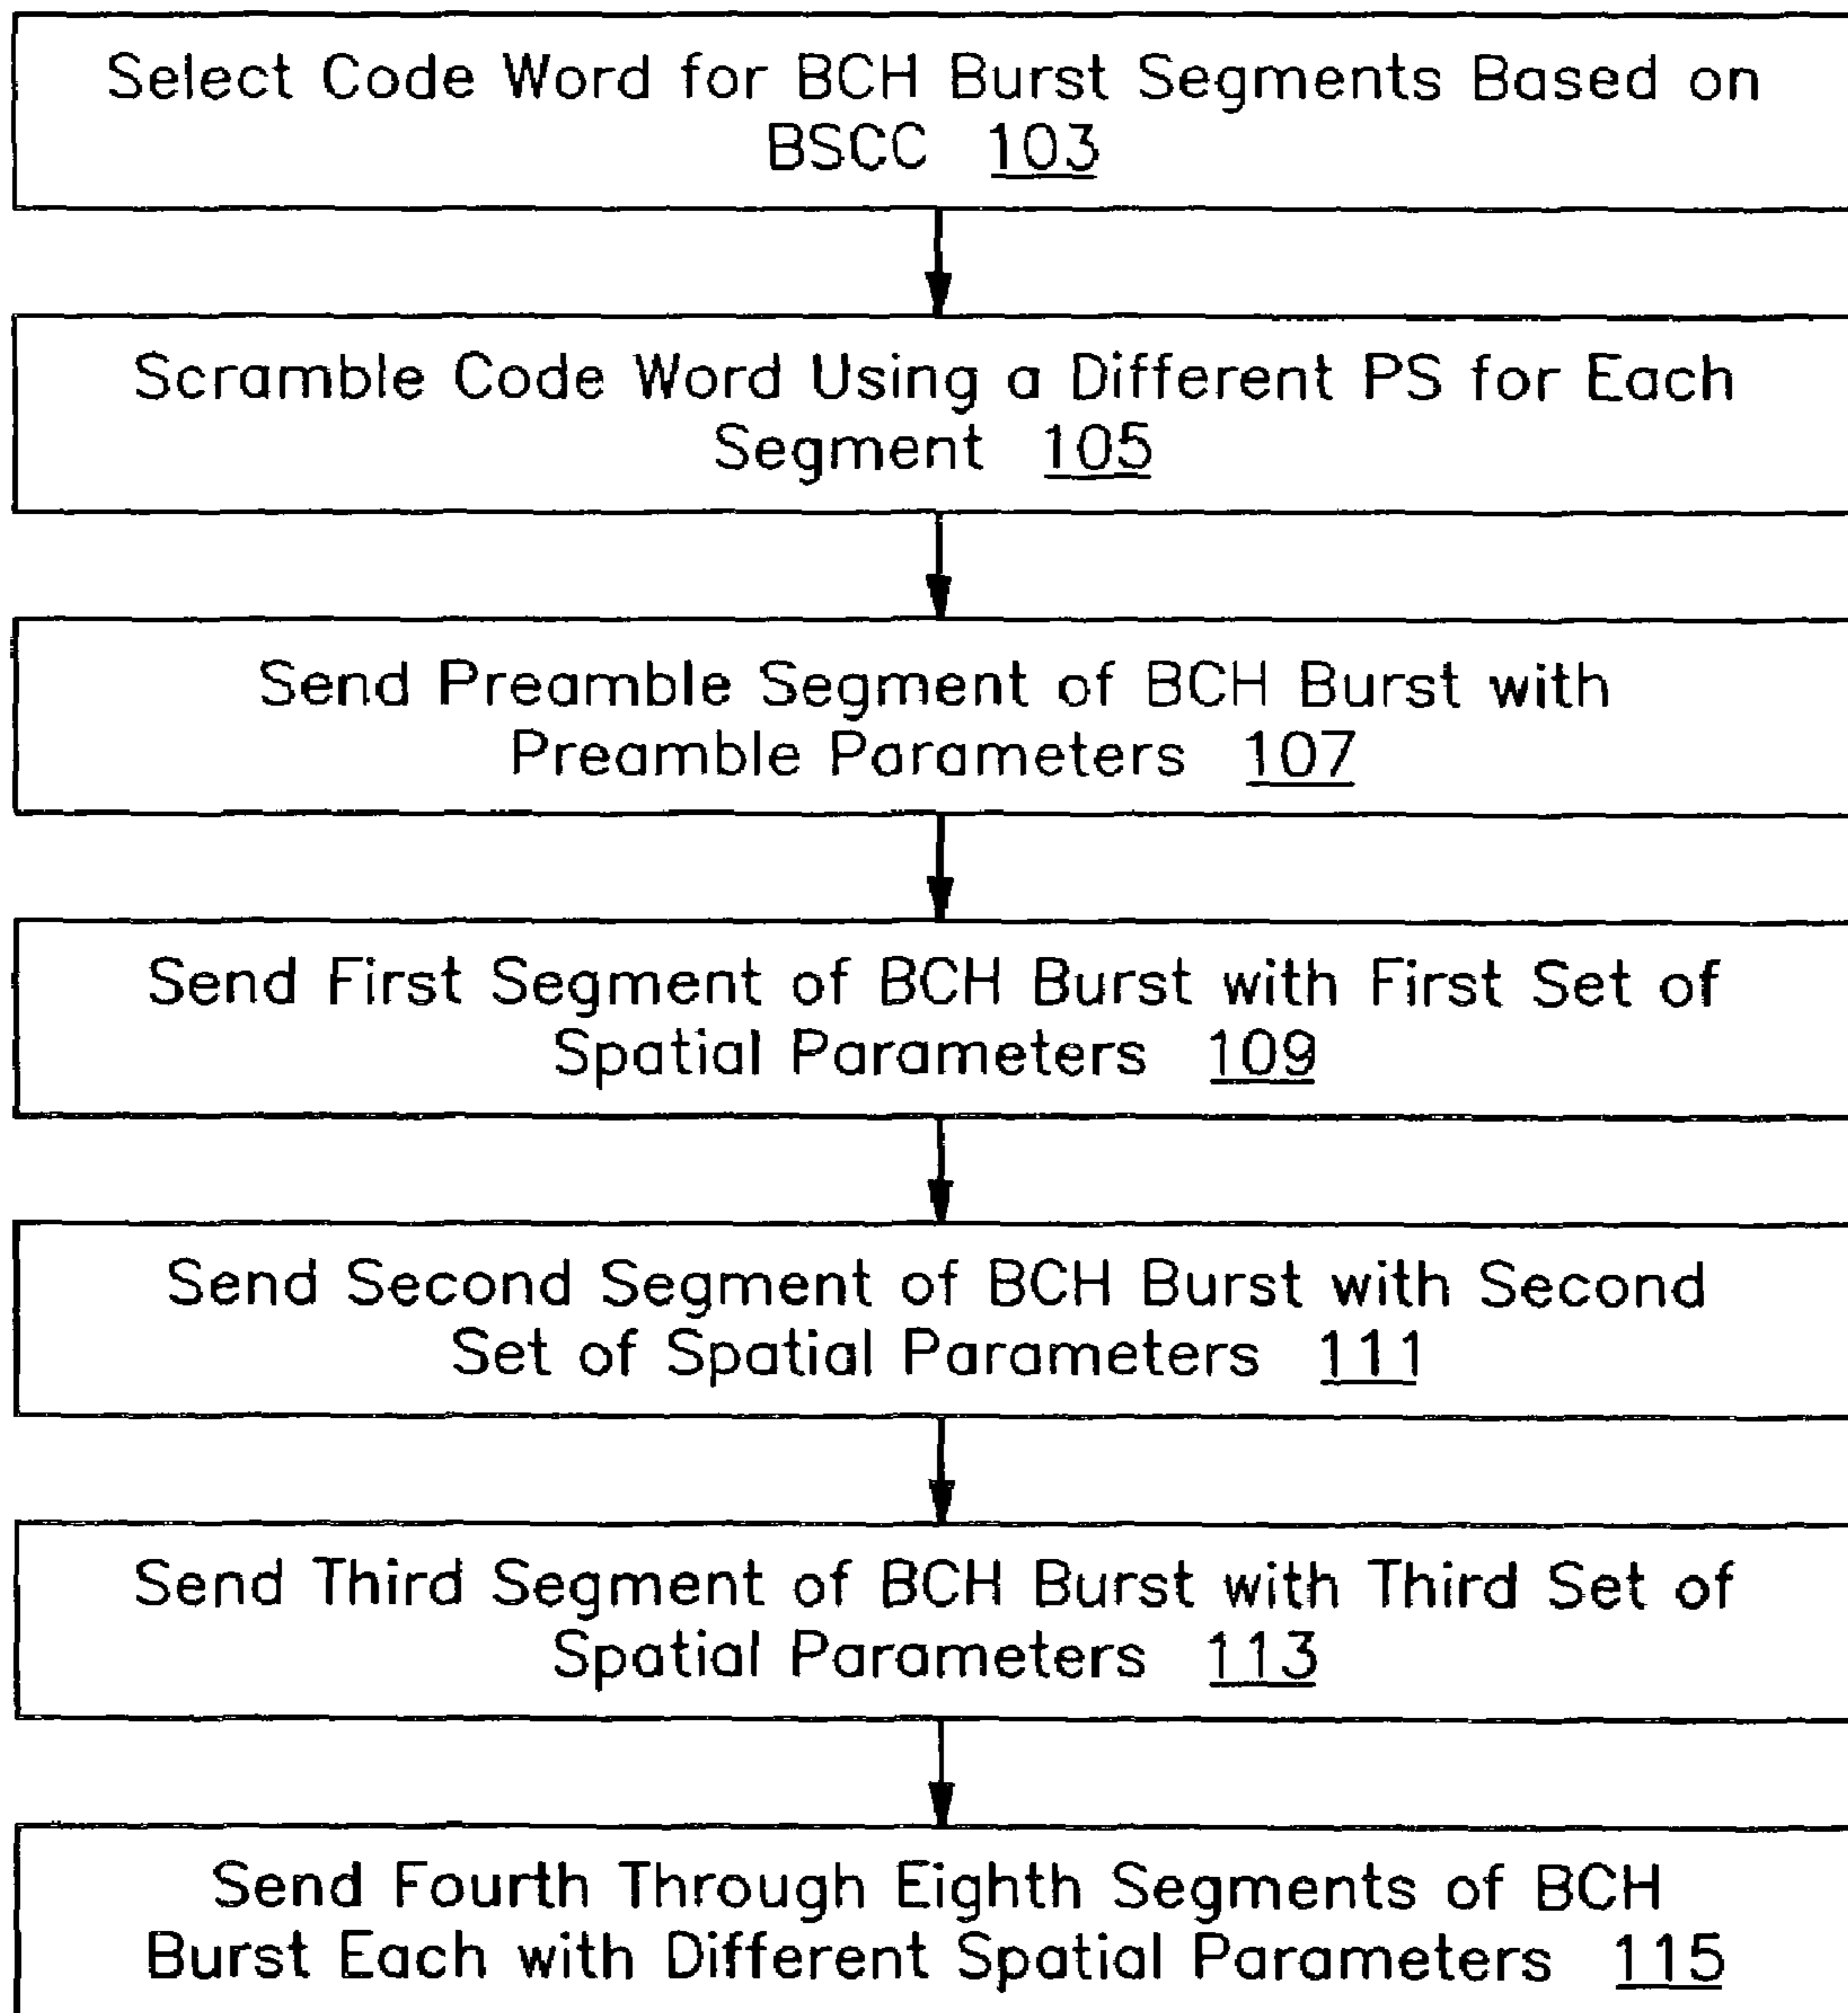 Select Code Word for BCH Burst Segments Based on
BSCC 103
Scramble Code Word Using a Different PS for Each
Segment 105
Send Preamble Segment of BCH Burst with
Preamble Parameters 107
Send First Segment of BCH Burst with First Set of
Spatial Parameters 109
Send Second Segment of BCH Burst with Second
Set of Spatial Parameters 111
Send Third Segment of BCH Burst with Third Set of
Spatial Parameters 113
Send Fourth Through Eighth Segments of BCH
Burst Each with Different Spatial Parameters 115